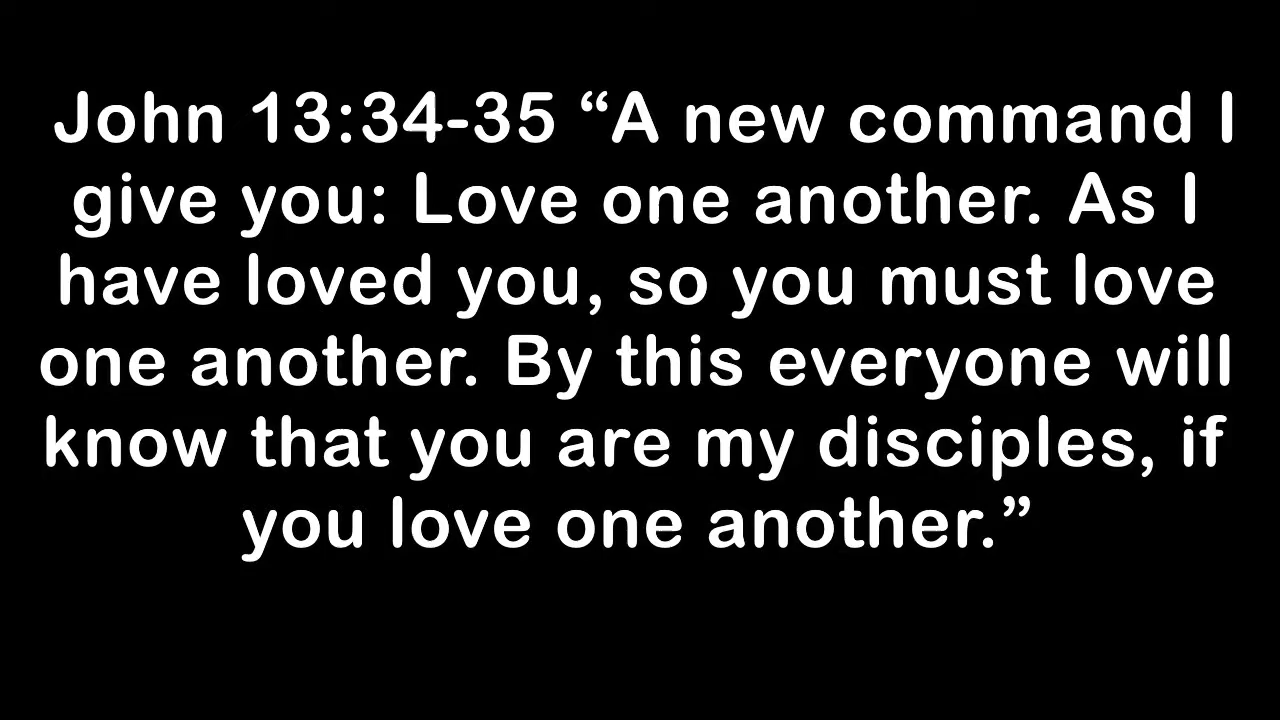 John 13:34-35 “A new command I
give you: Love one another. As I
have loved you, so you must love
one another. By this everyone will
know that you are my disciples, if
you love one another.”